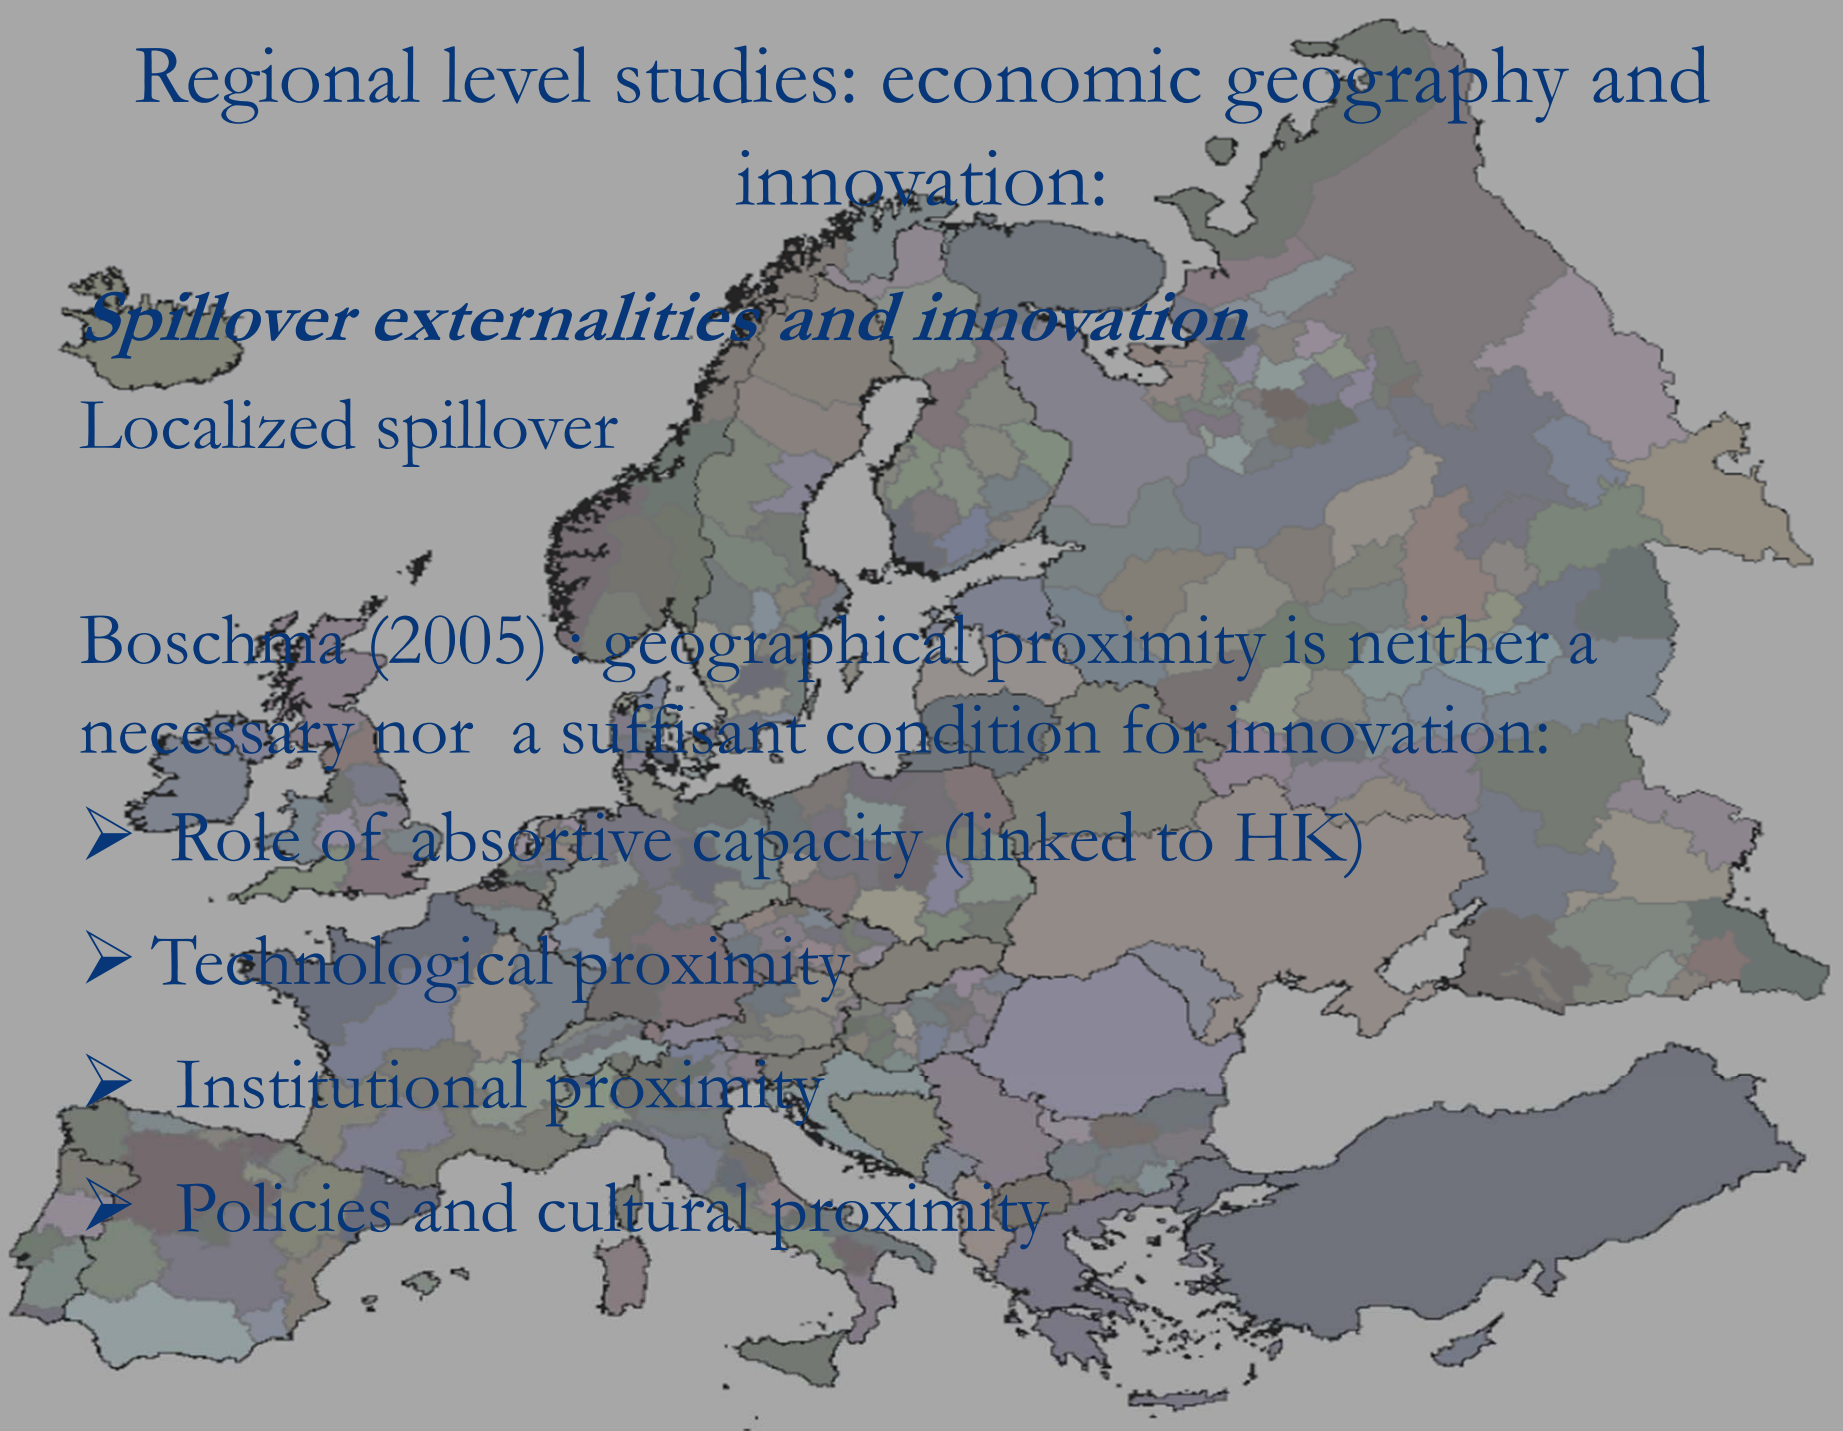 Regional level studies: economic geography and
innovation:
Spillover externalities and innovation
Localized spillover
Boschma (2005) : geographical proximity is neither a
necessary nor a suffisant condition for innovation:
➢ Role of absortive capacity (linked to HK)
➢ Technological proximity
➢ Institutional proximity
➢ Policies and cultural proximity